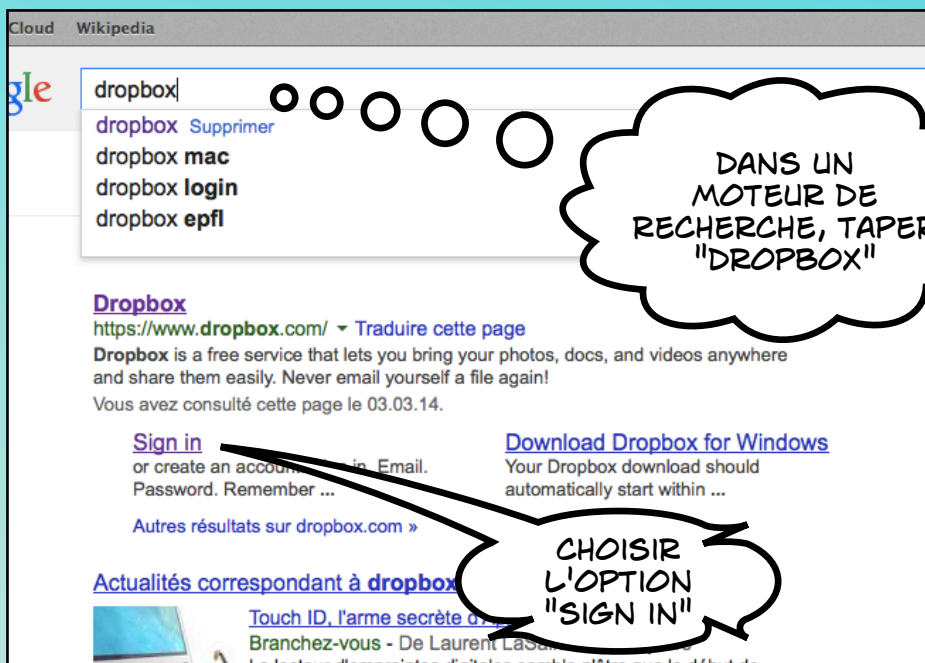 Cloud Wikipedia
gle
dropbox
dropbox Supprimer
dropbox mac
dropbox login
dropbox epfl
DANS UN
MOTEUR DE
RECHERCHE, TAPER
"DROPBOX"
Dropbox
https://www.dropbox.com/ Traduire cette page
Dropbox is a free service that lets you bring your photos, docs, and videos anywhere
and share them easily. Never email yourself a file again!
Vous avez consulté cette page le 03.03.14.
Sign in
or create an account in. Email.
Password. Remember ...
Download Dropbox for Windows
Your Dropbox download should
automatically start within ...
Autres résultats sur dropbox.com »
CHOISIR
L'OPTION
"SIGN IN"
Actualités correspondant à dropbox
Touch ID, l'arme secrète
Branchez-vous - De Laurent